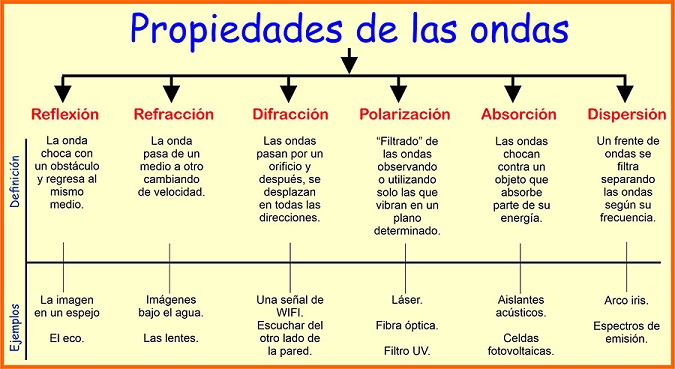 Propiedades de las ondas
Reflexión
Refracción
Difracción
Polarización
Absorción
Dispersión
Definición
La onda
choca con
un obstáculo
y regresa al
mismo
medio.
La onda
pasa de un
medio a otro
cambiando
de velocidad.
Las ondas
pasan por un
orificio y
después, se
desplazan
en todas las
direcciones.
"Filtrado" de
las ondas
observando
o utilizando
solo las que
vibran en un
plano
determinado.
Las ondas
chocan
contra un
objeto que
absorbe
parte de su
energía.
Un frente de
ondas se
filtra
separando
las ondas
según su
frecuencia.
Ejemplos
La imagen
en un espejo
El eco.
Imágenes
bajo el agua.
Las lentes.
Una señal de
WIFI.
Escuchar del
otro lado de
la pared.
Láser.
Fibra óptica.
Filtro UV.
Aislantes
acústicos.
Celdas
fotovoltaicas.
Arco iris.
Espectros de
emisión.